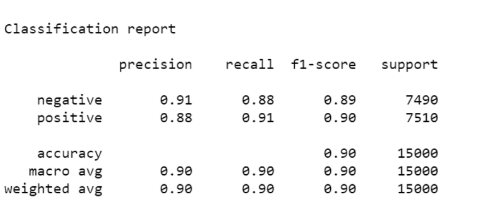 Classification report
precision recall f1-score support
negative 0.91 0.88 0.89 7490
positive 0.88 0.91 0.90 7510
accuracy 0.90 15000
macro avg 0.90 0.90 0.90 15000
weighted avg 0.90 0.90 0.90 15000